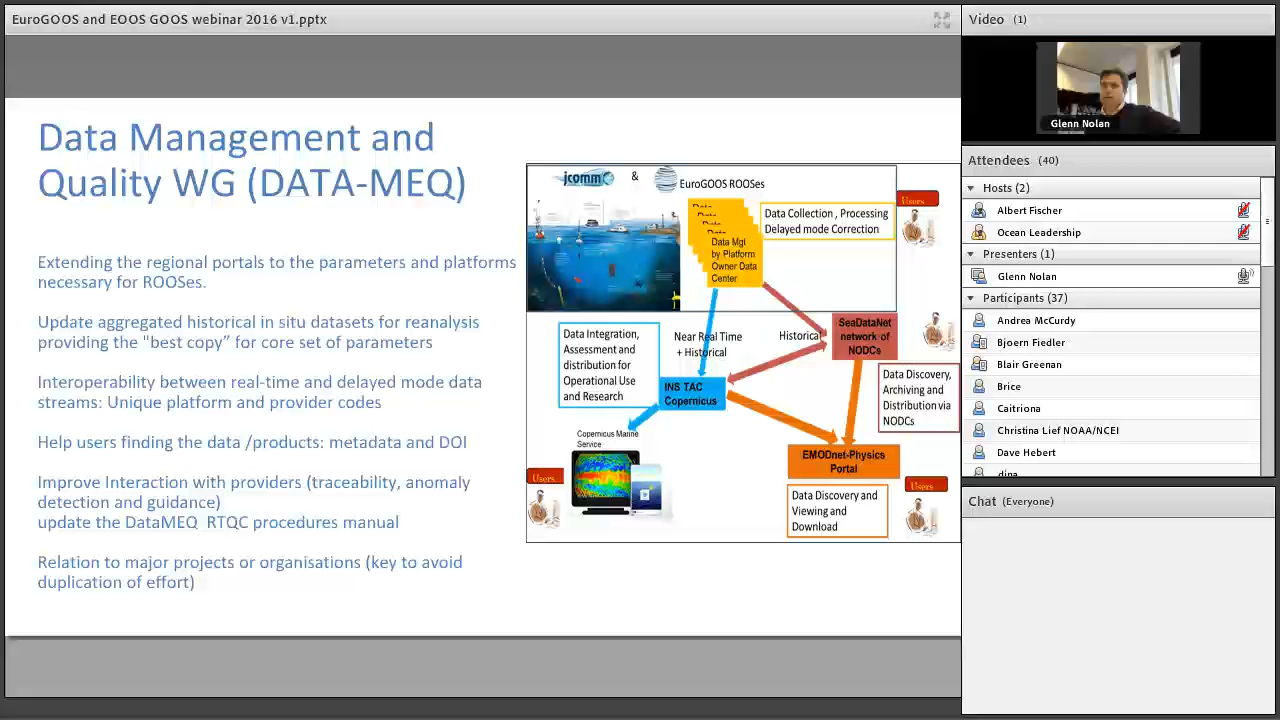 EuroGOOS and EOOS GOOS webinar 2016 v1.pptx
Data Management and
Quality WG (DATA-MEQ)
Extending the regional portals to the parameters and platforms
necessary for ROOSes.
Update aggregated historical in situ datasets for reanalysis
providing the "best copy” for core set of parameters
Interoperability between real-time and delayed mode data
streams: Unique platform and provider codes
Help users finding the data /products: metadata and DOI
Improve Interaction with providers (traceability, anomaly
detection and guidance)
update the DataMEQ RTQC procedures manual
Relation to major projects or organisations (key to avoid
duplication of effort)
jcomm
&
EuroGOOS ROOSes
Users
Data
Data
Data
Data
Data Mgt
by Platform
Owner Data
Center
Data Collection , Processing
Delayed mode Correction
Data Integration,
Assessment and
distribution for
Operational Use
and Research
Near Real Time
+ Historical
Historical
SeaDataNet
network of
NODCs
INS TAC
Copernicus
Data Discovery,
Archiving and
Distribution via
NODCs
Copernicus Marine
Service
EMODnet-Physics
Portal
Users
Data Discovery and
Viewing and
Download
Users
Video (1)
Glenn Nolan
Attendees (40)
Hosts (2)
Albert Fischer
Ocean Leadership
Presenters (1)
Glenn Nolan
Participants (37)
Andrea McCurdy
Bjoern Fiedler
Blair Greenan
Brice
Caitriona
Christina Lief NOAA/NCEI
Dave Hebert
dina
Chat (Everyone)